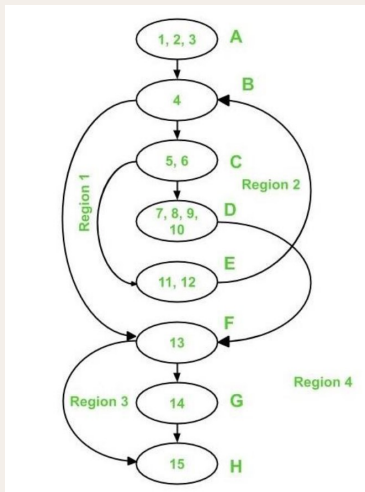 1, 2, 3 A
B
4
5, 6 C
Region 1
Region 2
7, 8, 9,
10
D
E
11, 12
F
13
Region 4
Region 3
14 G
15 H